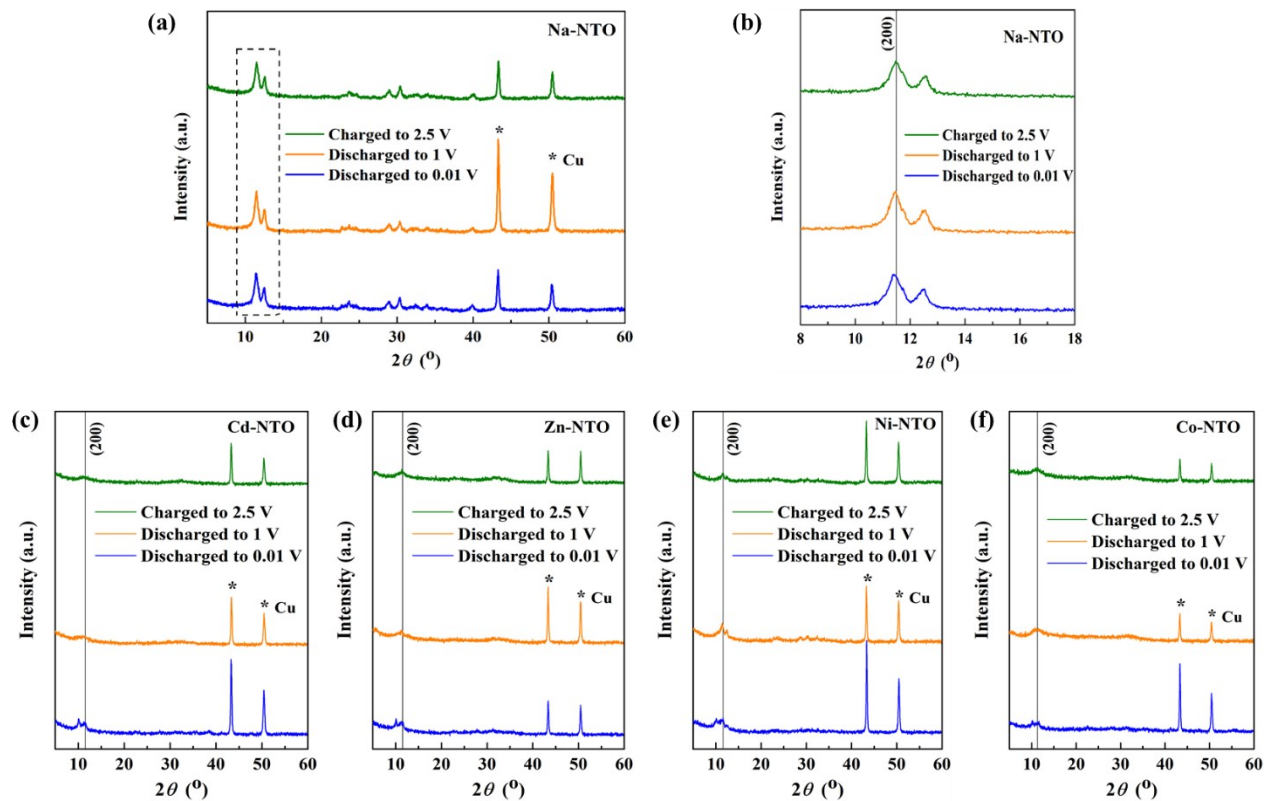 (a)
Na-NTO
Charged to 2.5 V
Discharged to 1 V
Discharged to 0.01 V
*
* Cu
Intensity (a.u.)
10 20 30 40 50 60
2θ (°)
(b)
(200)
Na-NTO
Charged to 2.5 V
Discharged to 1 V
Discharged to 0.01 V
Intensity (a.u.)
8 10 12 14 16 18
2θ (°)
(c)
(200)
Cd-NTO
Charged to 2.5 V
Discharged to 1 V
Discharged to 0.01 V
*
* Cu
Intensity (a.u.)
10 20 30 40 50 60
2θ (°)
(d)
(200)
Zn-NTO
Charged to 2.5 V
Discharged to 1 V
Discharged to 0.01 V
*
* Cu
Intensity (a.u.)
10 20 30 40 50 60
2θ (°)
(e)
(200)
Ni-NTO
Charged to 2.5 V
Discharged to 1 V
Discharged to 0.01 V
*
* Cu
Intensity (a.u.)
10 20 30 40 50 60
2θ (°)
(f)
(200)
Co-NTO
Charged to 2.5 V
Discharged to 1 V
Discharged to 0.01 V
*
* Cu
Intensity (a.u.)
10 20 30 40 50 60
2θ (°)